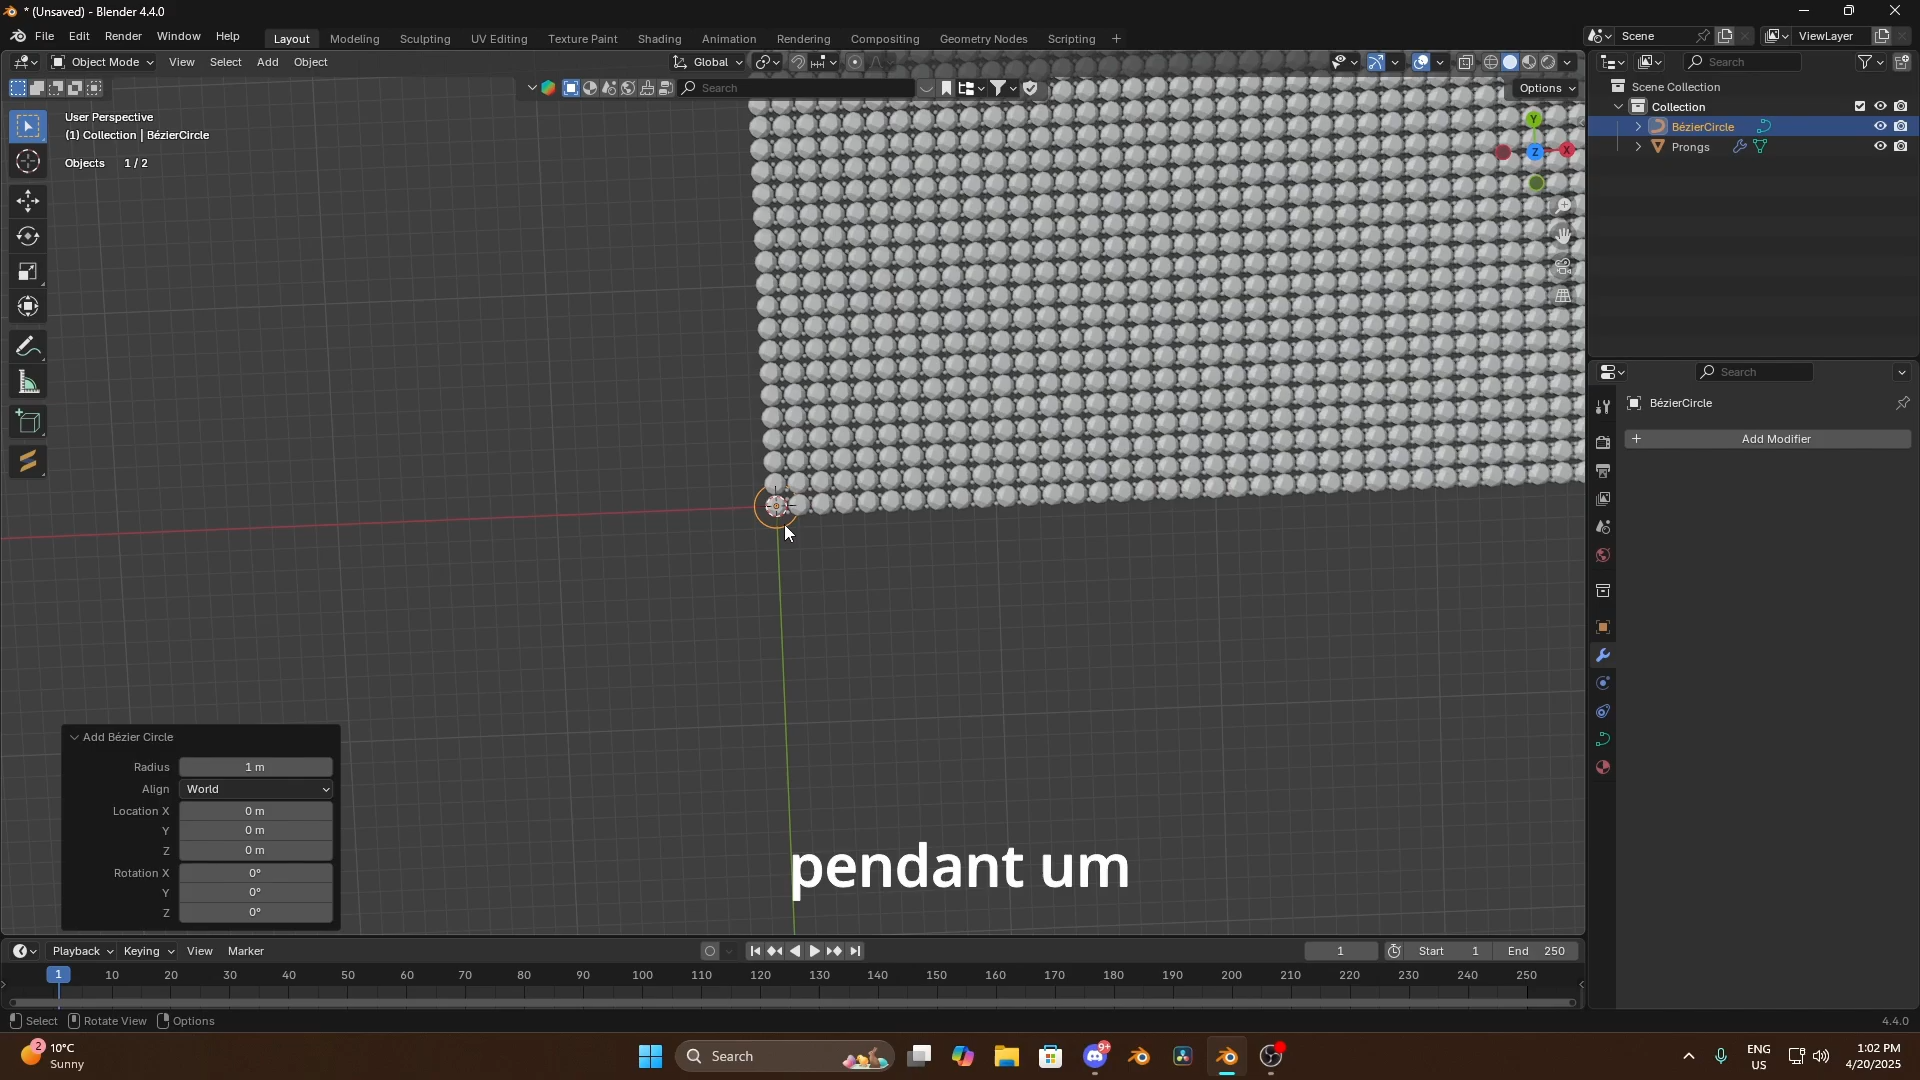 * (Unsaved) - Blender 4.4.0
File Edit Render Window Help Layout Modeling Sculpting UV Editing Texture Paint Shading Animation Rendering Compositing Geometry Nodes Scripting + Scene ViewLayer
Object Mode View Select Add Object Global Search
Search Options
User Perspective
(1) Collection | BézierCircle
Objects 1 / 2
Y
X
Z
Scene Collection
Collection
BézierCircle
Prongs
Search
BézierCircle
+ Add Modifier
Add Bézier Circle
Radius 1 m
Align World
Location X 0 m
Y 0 m
Z 0 m
Rotation X 0°
Y 0°
Z 0°
pendant um
Playback Keying View Marker 1 Start 1 End 250
1 10 20 30 40 50 60 70 80 90 100 110 120 130 140 150 160 170 180 190 200 210 220 230 240 250
Select Rotate View Options 4.4.0
2 10°C
Sunny
Search
9+
ENG
US
1:02 PM
4/20/2025